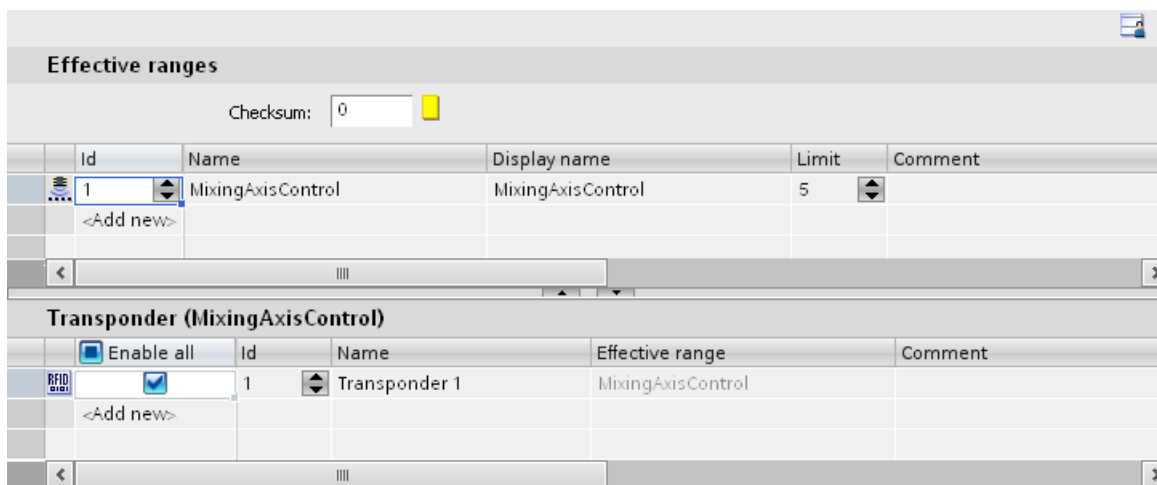 Effective ranges
Checksum: 0
Id Name Display name Limit Comment
1 MixingAxisControl MixingAxisControl 5
<Add new>
Transponder (MixingAxisControl)
Enable all Id Name Effective range Comment
RFID 1 Transponder 1 MixingAxisControl
<Add new>